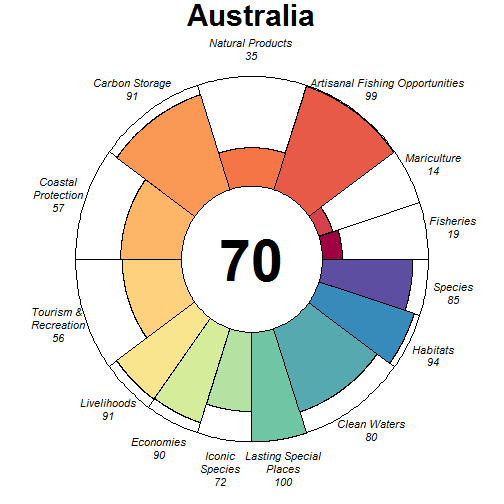 Australia
Natural Products
35
Carbon Storage
91
Artisanal Fishing Opportunities
99
Mariculture
14
Coastal
Protection
57
Fisheries
19
70
Species
85
Tourism &
Recreation
56
Habitats
94
Livelihoods
91
Clean Waters
80
Economies
90
Iconic
Species
72
Lasting Special
Places
100